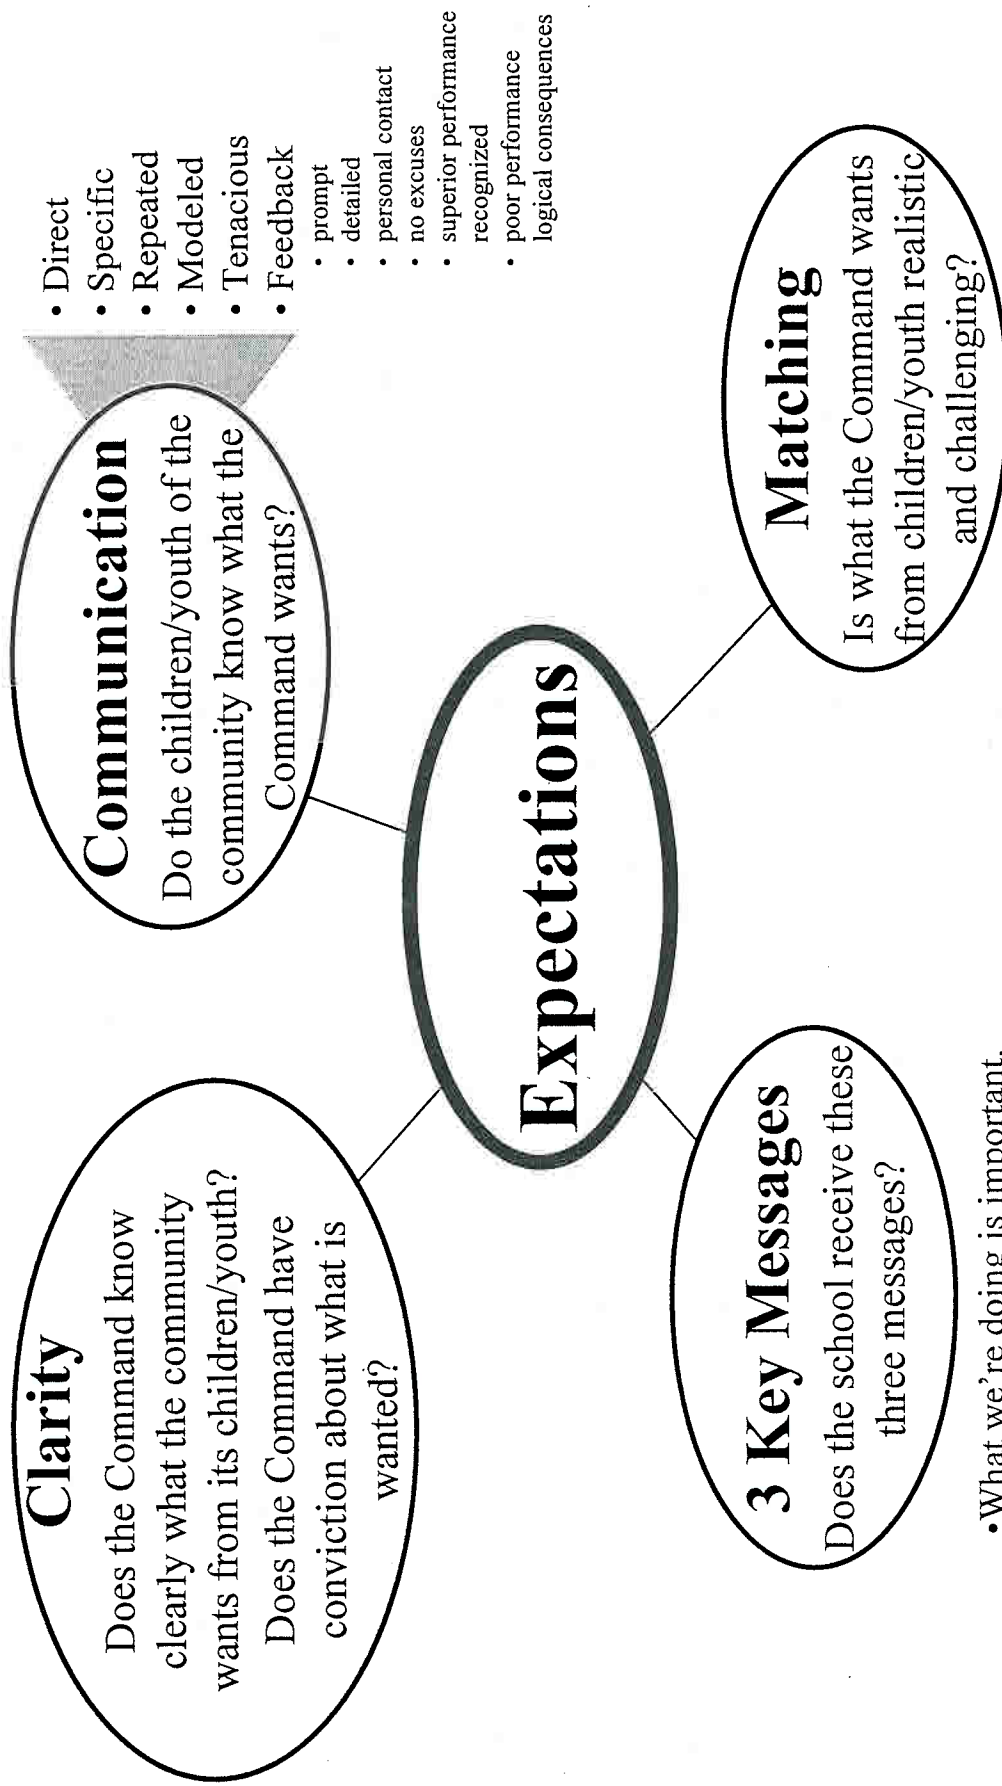 Clarity
Does the Command know
clearly what the community
wants from its children/youth?
Does the Command have
conviction about what is
wanted?
Communication
Do the children/youth of the
community know what the
Command wants?
• Direct
• Specific
• Repeated
• Modeled
• Tenacious
• Feedback
• prompt
• detailed
• personal contact
• no excuses
• superior performance
recognized
• poor performance
logical consequences
Expectations
3 Key Messages
Does the school receive these
three messages?
•What we're doing is important.
Matching
Is what the Command wants
from children/youth realistic
and challenging?